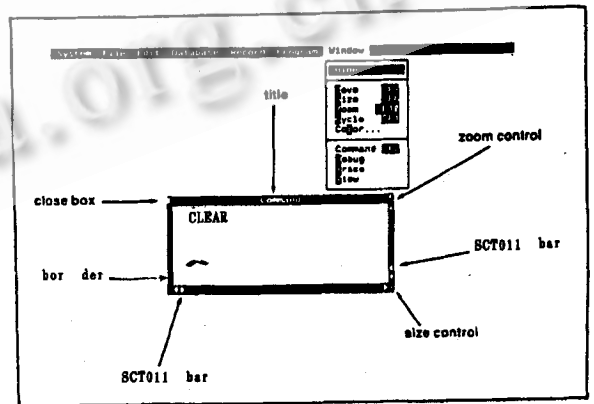 System File Edit Database Record Program Window
title
Move
Size
Zoom
Cycle
Color...
zoom control
Command
Debug
Erase
View
close box
Command
CLEAR
SCT011 bar
bor der
size control
SCT011 bar